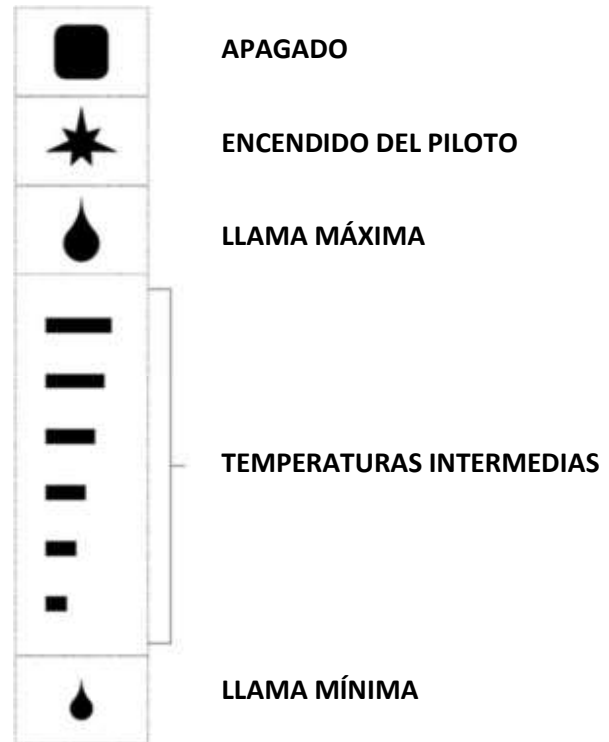 APAGADO
ENCENDIDO DEL PILOTO
LLAMA MÁXIMA
TEMPERATURAS INTERMEDIAS
LLAMA MÍNIMA